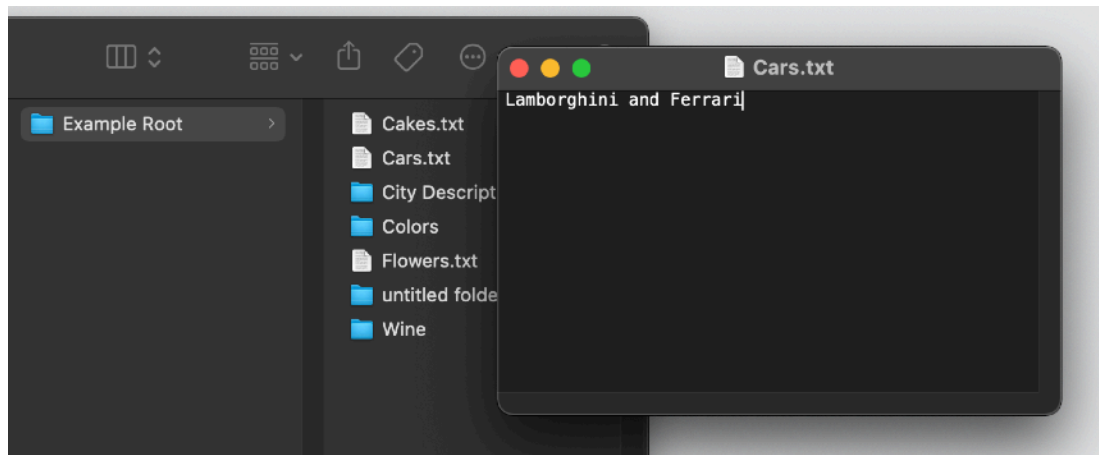 Cars.txt
Lamborghini and Ferrari
Example Root
Cakes.txt
Cars.txt
City Descript
Colors
Flowers.txt
untitled folde
Wine